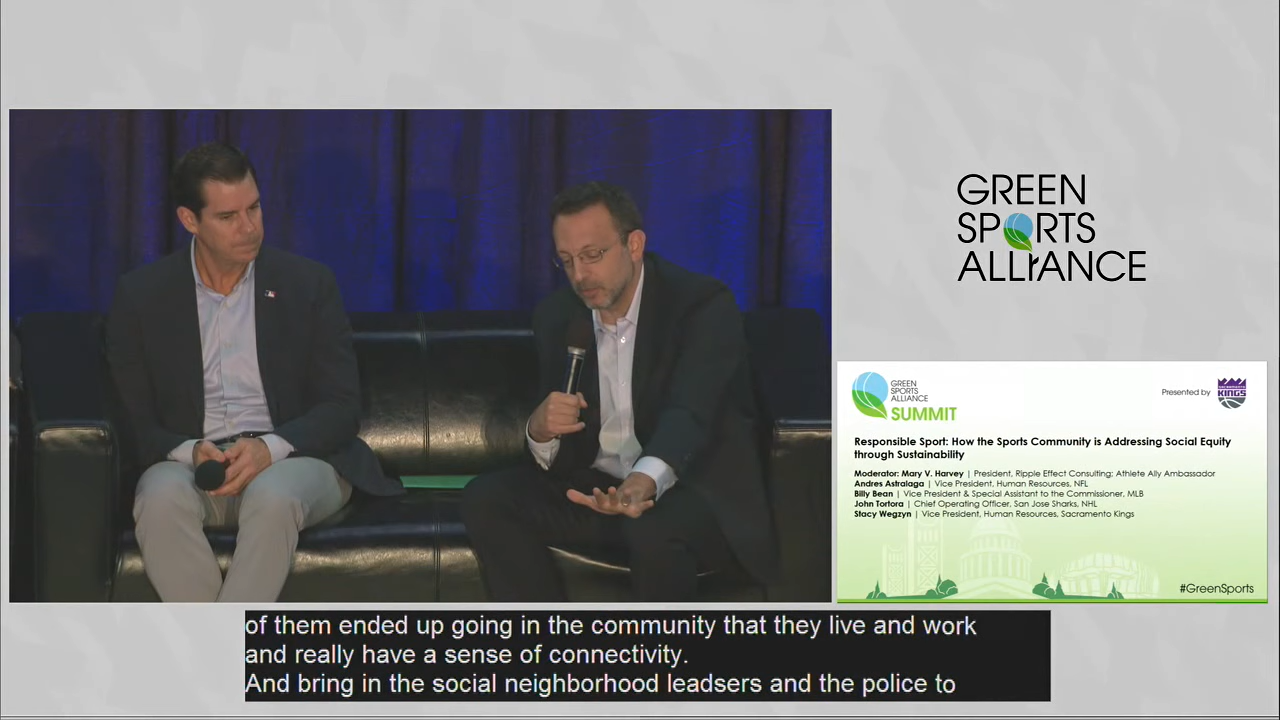 GREEN
SPORTS
ALLIANCE
GREEN
SPORTS
ALLIANCE
SUMMIT
Presented by
SACRAMENTO
KINGS
Responsible Sport: How the Sports Community is Addressing Social Equity
through Sustainability
Moderator: Mary V. Harvey | President, Ripple Effect Consulting; Athlete Ally Ambassador
Andres Astralaga | Vice President, Human Resources, NFL
Billy Bean | Vice President & Special Assistant to the Commissioner, MLB
John Tortora | Chief Operating Officer, San Jose Sharks, NHL
Stacy Wegzyn | Vice President, Human Resources, Sacramento Kings
#GreenSports
of them ended up going in the community that they live and work
and really have a sense of connectivity.
And bring in the social neighborhood leadsers and the police to